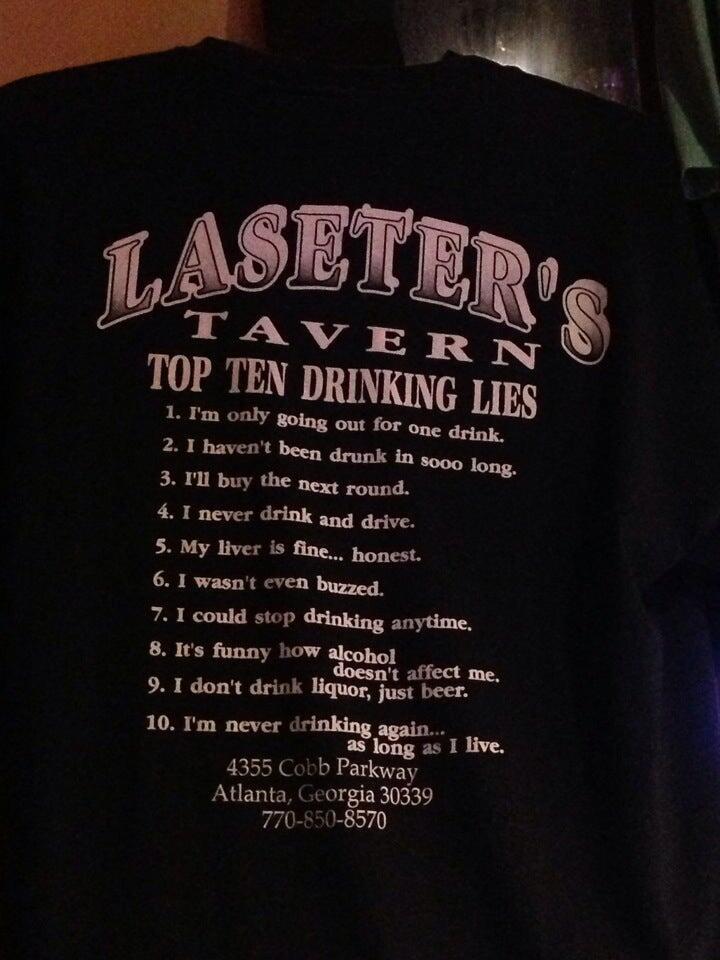 LASETER'S
TAVERN
TOP TEN DRINKING LIES
1. I'm only going out for one drink.
2. I haven't been drunk in sooo long.
3. I'll buy the next round.
4. I never drink and drive.
5. My liver is fine... honest.
6. I wasn't even buzzed.
7. I could stop drinking anytime.
8. It's funny how alcohol
doesn't affect me.
9. I don't drink liquor, just beer.
10. I'm never drinking again...
as long as I live.
4355 Cobb Parkway
Atlanta, Georgia 30339
770-850-8570